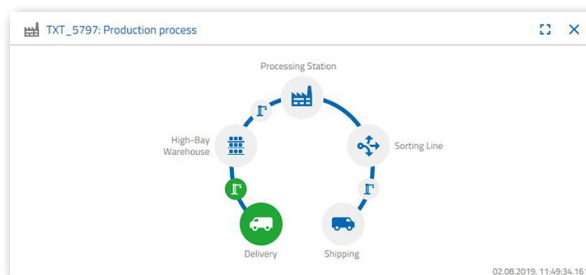 TXT_5797: Production process
Processing Station
High-Bay
Warehouse
Sorting Line
Delivery
Shipping
02.08.2019, 11:49:34.16